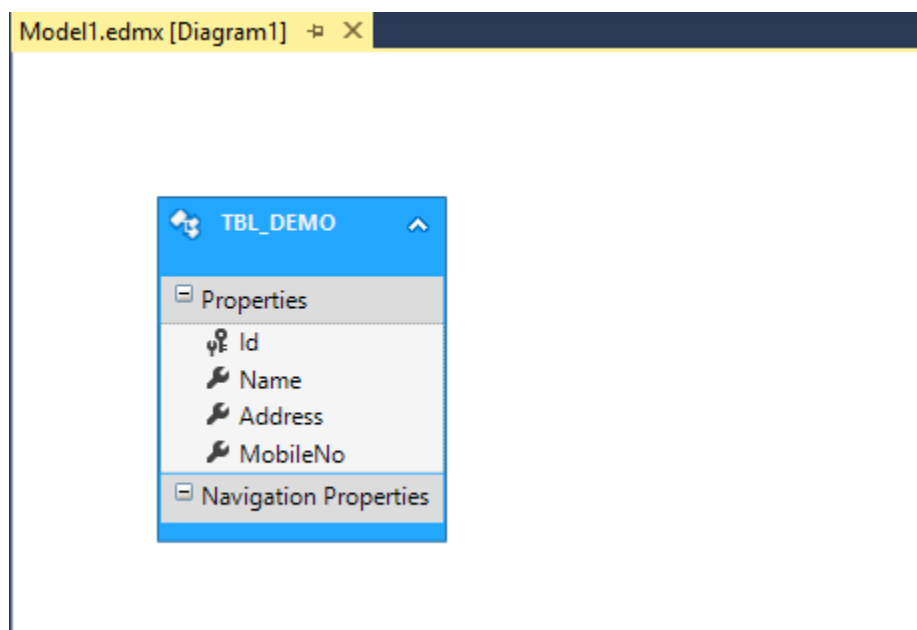 Model1.edmx [Diagram1]
TBL_DEMO
Properties
Id
Name
Address
MobileNo
Navigation Properties